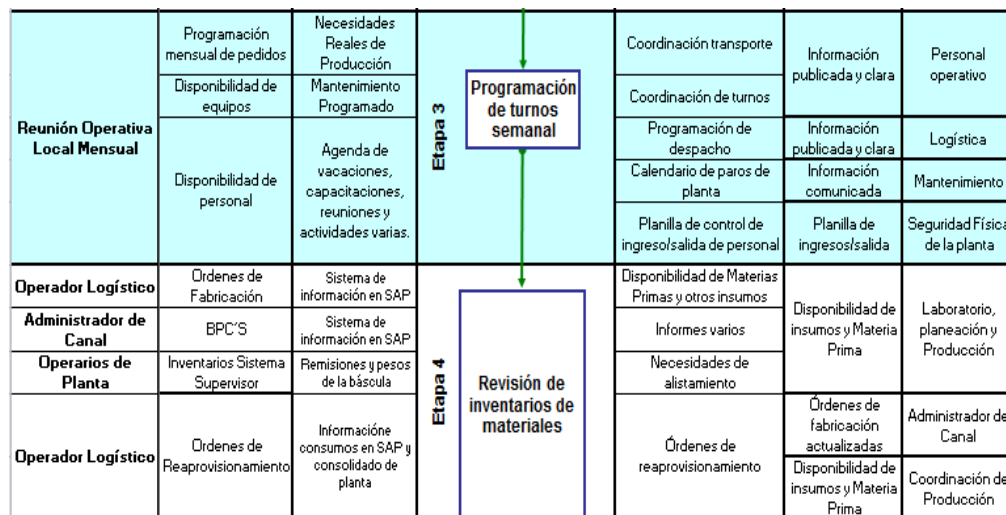 Reunión Operativa
Local Mensual
Programación
mensual de pedidos
Necesidades
Reales de
Producción
Disponibilidad de
equipos
Mantenimiento
Programado
Disponibilidad de
personal
Agenda de
vacaciones,
capacitaciones,
reuniones y
actividades varias.
Etapa 3
Programación
de turnos
semanal
Coordinación transporte
Coordinación de turnos
Información
publicada y clara
Personal
operativo
Programación de
despacho
Información
publicada y clara
Logística
Calendario de paros de
planta
Información
comunicada
Mantenimiento
Planilla de control de
ingreso/salida de personal
Planilla de
ingresos/salida
Seguridad Física
de la planta
Operador Logístico
Ordenes de
Fabricación
Sistema de
información en SAP
Administrador de
Canal
BPC´S
Sistema de
información en SAP
Operarios de
Planta
Inventarios Sistema
Supervisor
Remisiones y pesos
de la báscula
Operador Logístico
Ordenes de
Reaprovisionamiento
Informacióne
consumos en SAP y
consolidado de
planta
Etapa 4
Revisión de
inventarios de
materiales
Disponibilidad de Materias
Primas y otros insumos
Informes varios
Necesidades de
alistamiento
Disponibilidad de
insumos y Materia
Prima
Laboratorio,
planeación y
Producción
Órdenes de
reaprovisionamiento
Órdenes de
fabricación
actualizadas
Administrador de
Canal
Disponibilidad de
insumos y Materia
Prima
Coordinación de
Producción